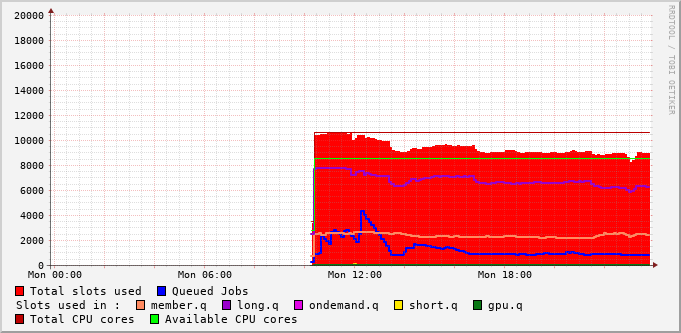 RRDTOOL / TOBI OETIKER
20000
18000
16000
14000
12000
10000
8000
6000
4000
2000
0
Mon 00:00 Mon 06:00 Mon 12:00 Mon 18:00
Total slots used Queued Jobs
Slots used in : member.q long.q ondemand.q short.q gpu.q
Total CPU cores Available CPU cores